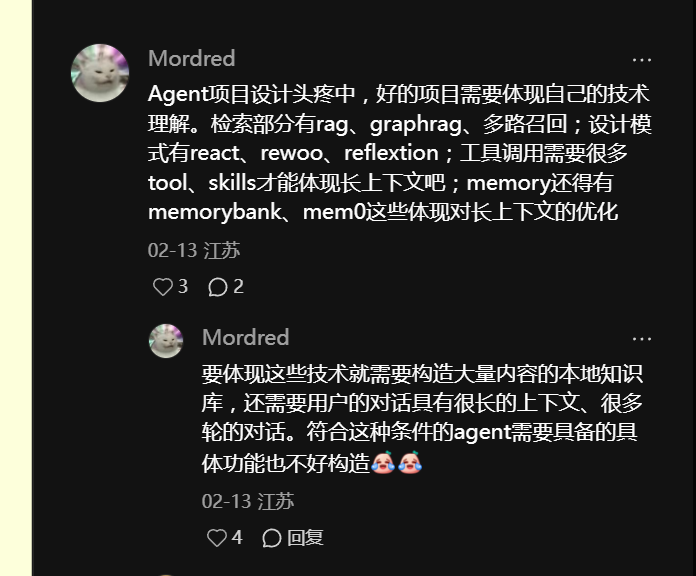 Mordred
...
Agent项目设计头疼中，好的项目需要体现自己的技术
理解。检索部分有rag、graphrag、多路召回；设计模
式有react、rewoo、reflextion；工具调用需要很多
tool、skills才能体现长上下文吧；memory还得有
memorybank、mem0这些体现对长上下文的优化
02-13 江苏
3 2
Mordred
...
要体现这些技术就需要构造大量内容的本地知识
库，还需要用户的对话具有很长的上下文、很多
轮的对话。符合这种条件的agent需要具备的具
体功能也不好构造😂😂
02-13 江苏
4 回复